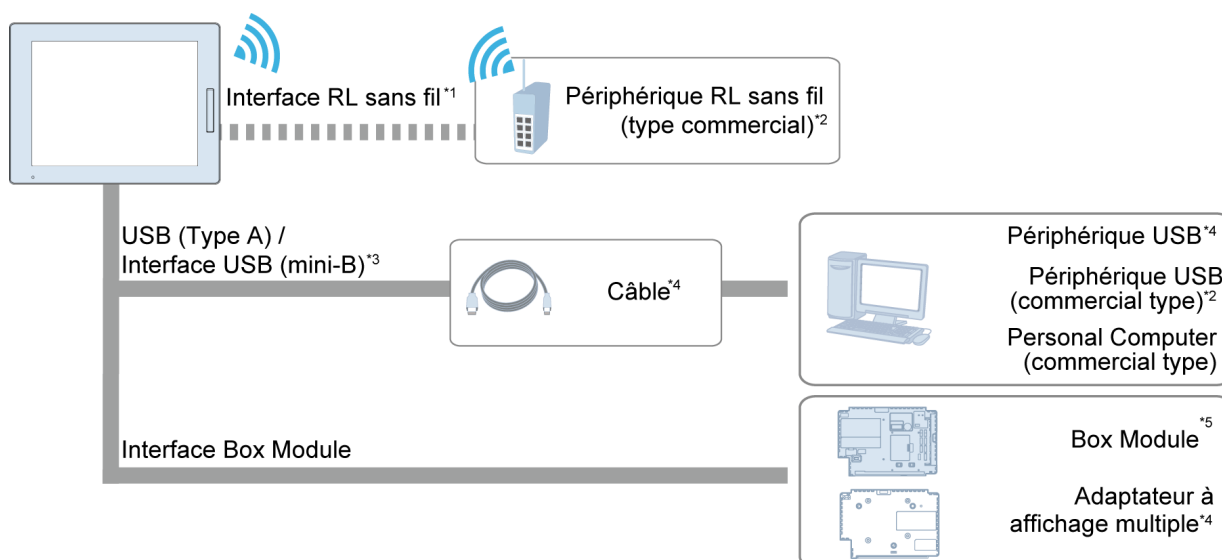 Interface RL sans fil*1
Périphérique RL sans fil
(type commercial)*2
USB (Type A) /
Interface USB (mini-B)*3
Câble*4
Périphérique USB*4
Périphérique USB
(commercial type)*2
Personal Computer
(commercial type)
Interface Box Module
Box Module*5
Adaptateur à
affichage multiple*4